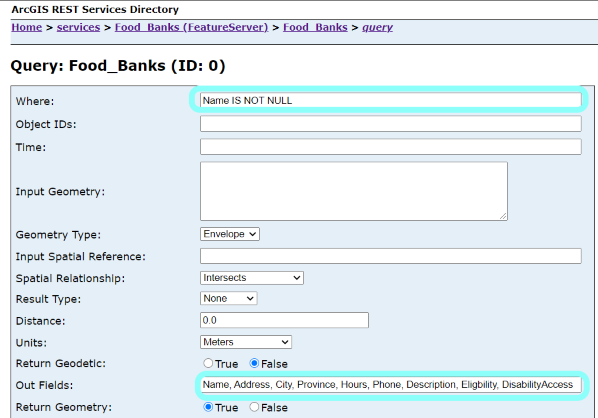 ArcGIS REST Services Directory
Home > services > Food_Banks (FeatureServer) > Food_Banks > query
Query: Food_Banks (ID: 0)
Where: Name IS NOT NULL
Object IDs:
Time:
Input Geometry:
Geometry Type: Envelope
Input Spatial Reference:
Spatial Relationship: Intersects
Result Type: None
Distance: 0.0
Units: Meters
Return Geodetic: True False
Out Fields: Name, Address, City, Province, Hours, Phone, Description, Eligbility, DisabilityAccess
Return Geometry: True False